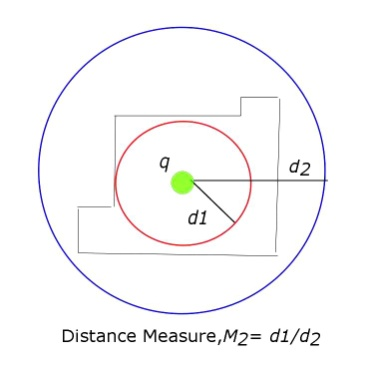 q
d2
d1
Distance Measure,M2= d1/d2